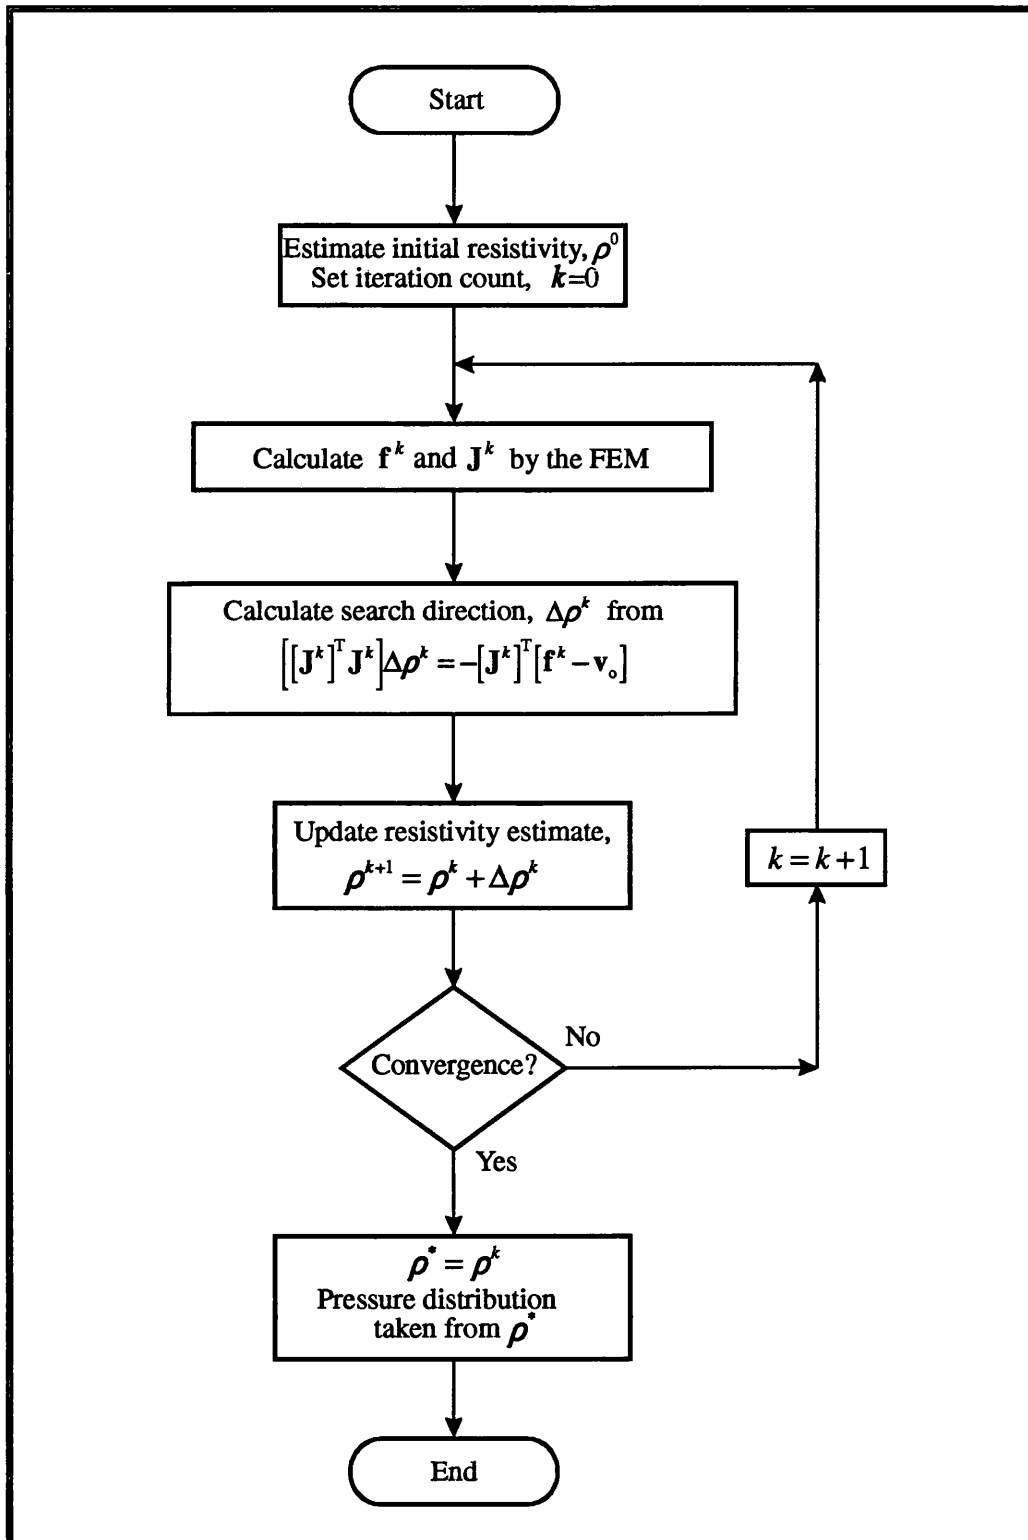 Start
Estimate initial resistivity, ρ⁰
Set iteration count, k=0
Calculate fᵏ and Jᵏ by the FEM
Calculate search direction, Δρᵏ from
[[Jᵏ]ᵀ Jᵏ]Δρᵏ = −[Jᵏ]ᵀ[fᵏ − vₒ]
Update resistivity estimate,
ρᵏ⁺¹ = ρᵏ + Δρᵏ
k = k + 1
Convergence?
No
Yes
ρ* = ρᵏ
Pressure distribution
taken from ρ*
End